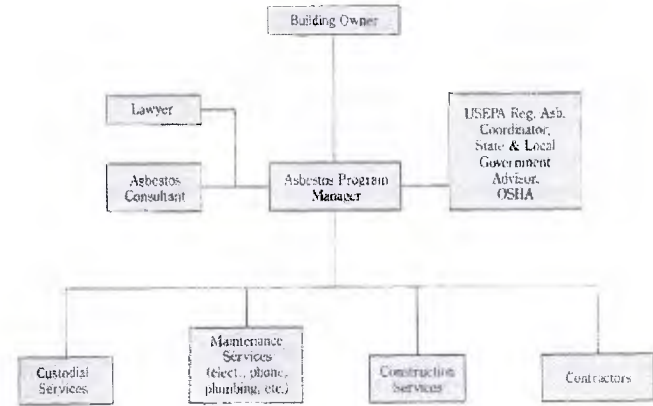 Building Owner
Lawyer
USEPA Reg. Asb.
Coordinator,
State & Local
Government
Advisor,
OSHA
Asbestos
Consultant
Asbestos Program
Manager
Custodial
Services
Maintenance
Services
(elect., phone,
plumbing, etc.)
Construction
Services
Contractors